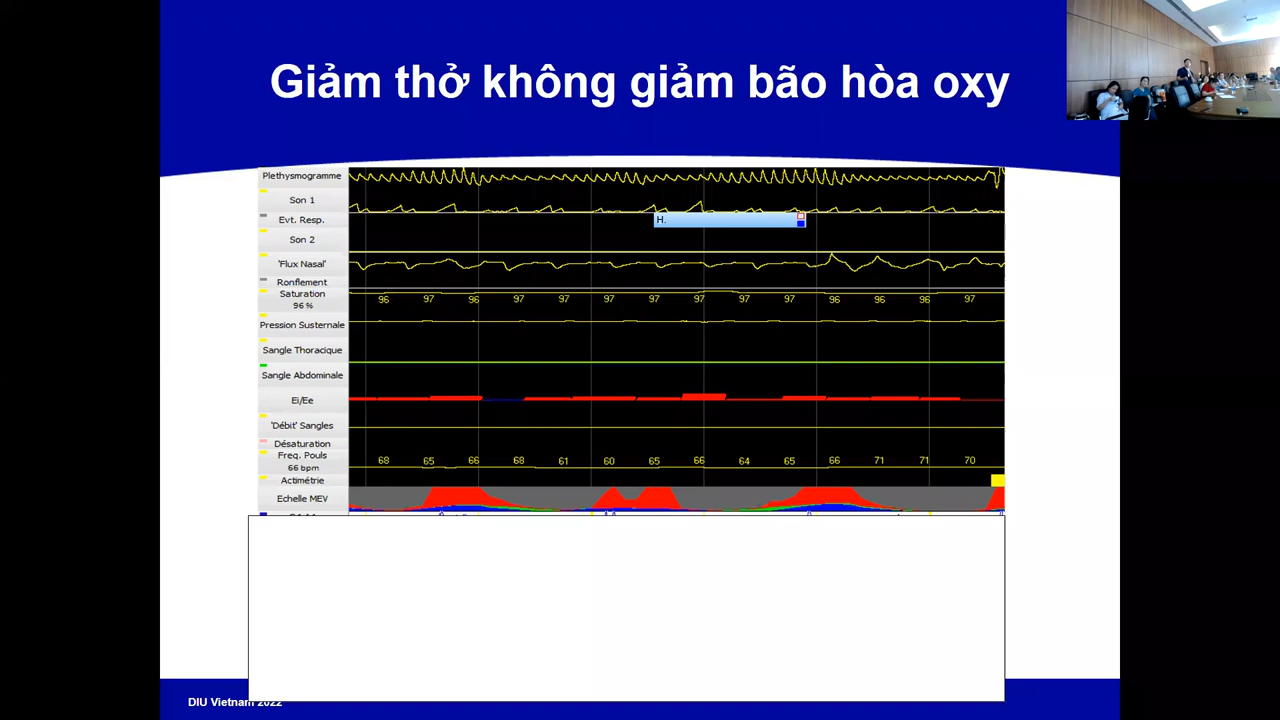 Giảm thở không giảm bão hòa oxy
Plethysmogramme
Son 1
Evt. Resp.
H.
Son 2
'Flux Nasal'
Ronflement
Saturation
96 %
96 97 96 97 97 97 97 97 97 97 96 96 96 97
Pression Susternale
Sangle Thoracique
Sangle Abdominale
Ei/Ee
'Débit' Sangles
Désaturation
Freq. Pouls
66 bpm
68 65 66 68 61 60 65 66 64 65 66 71 71 70
Actimétrie
Echelle MEV
DIU Vietnam 2022